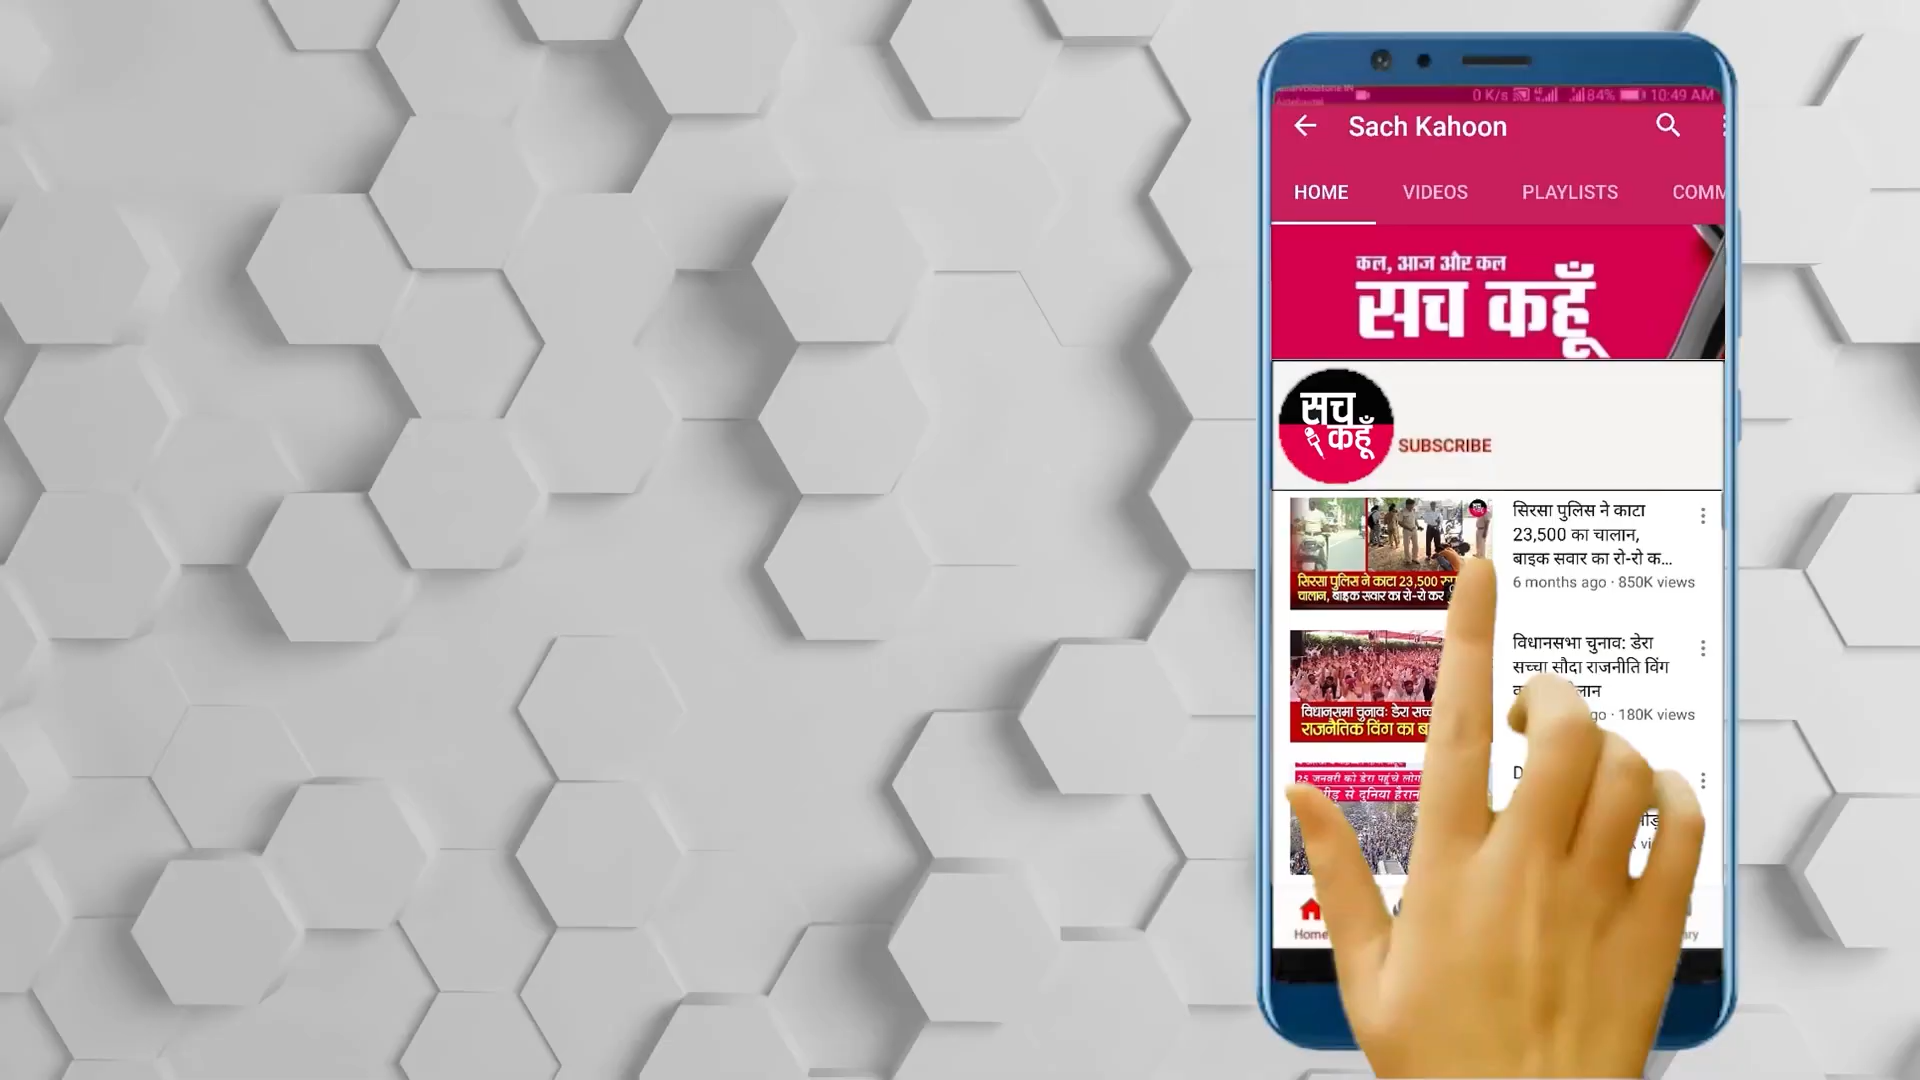 0 K/s 84% 10:49 AM
Sach Kahoon
HOME VIDEOS PLAYLISTS COMM
कल, आज और कल
सच कहूँ
सच
कहूँ
SUBSCRIBE
सिरसा पुलिस ने काटा 23,500
चालान, बाइक सवार का रो-रो कर
सिरसा पुलिस ने काटा
23,500 का चालान,
बाइक सवार का रो-रो क...
6 months ago · 850K views
विधानसभा चुनाव: डेरा
राजनैतिक विंग का
विधानसभा चुनाव: डेरा
सच्चा सौदा राजनीति विंग
· 180K views
25 जनवरी को डेरा पहुंचे
से दुनिया हैरान
Home